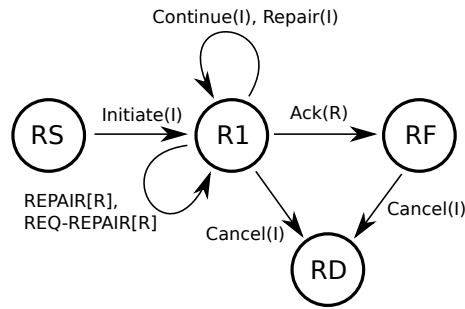 Continue(I), Repair(I)
Initiate(I)
Ack(R)
RS
R1
RF
REPAIR[R],
REQ-REPAIR[R]
Cancel(I)
Cancel(I)
RD